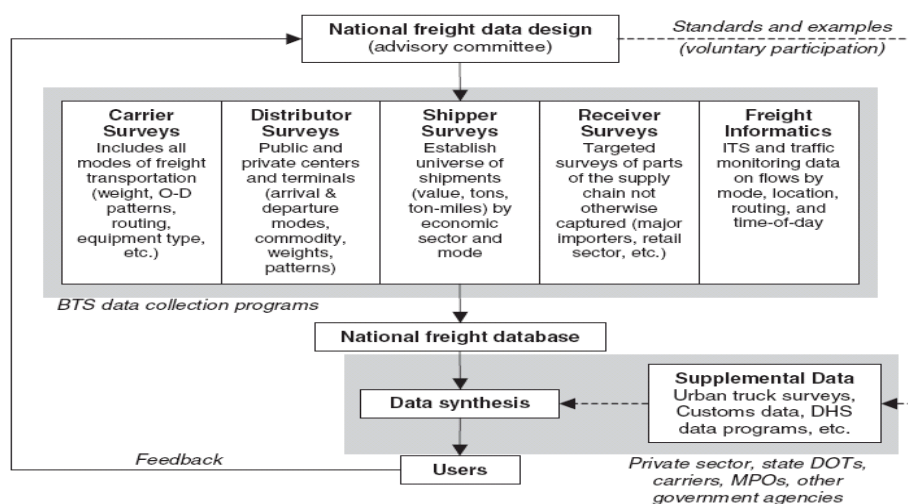 National freight data design
(advisory committee)
Standards and examples
(voluntary participation)
Carrier
Surveys
Includes all
modes of freight
transportation
(weight, O-D
patterns,
routing,
equipment type,
etc.)
Distributor
Surveys
Public and
private centers
and terminals
(arrival &
departure
modes,
commodity,
weights,
patterns)
Shipper
Surveys
Establish
universe of
shipments
(value, tons,
ton-miles) by
economic
sector and
mode
Receiver
Surveys
Targeted
surveys of parts
of the supply
chain not
otherwise
captured (major
importers, retail
sector, etc.)
Freight
Informatics
ITS and traffic
monitoring data
on flows by
mode, location,
routing, and
time-of-day
BTS data collection programs
National freight database
Data synthesis
Supplemental Data
Urban truck surveys,
Customs data, DHS
data programs, etc.
Feedback
Users
Private sector, state DOTs,
carriers, MPOs, other
government agencies